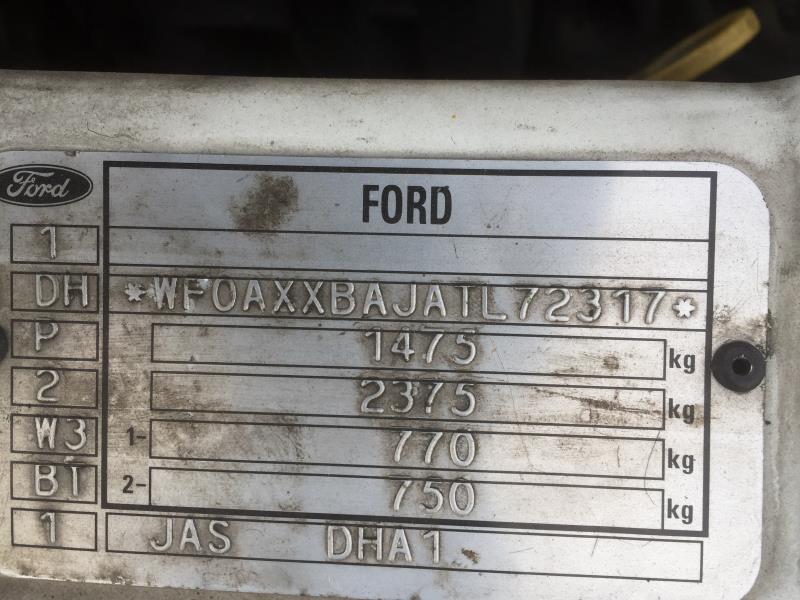 Ford
FORD
1
DH *WF0AXXBAJATL72317*
P 1475 kg
2 2375 kg
W3 1- 770 kg
B1 2- 750 kg
1 JAS DHA1